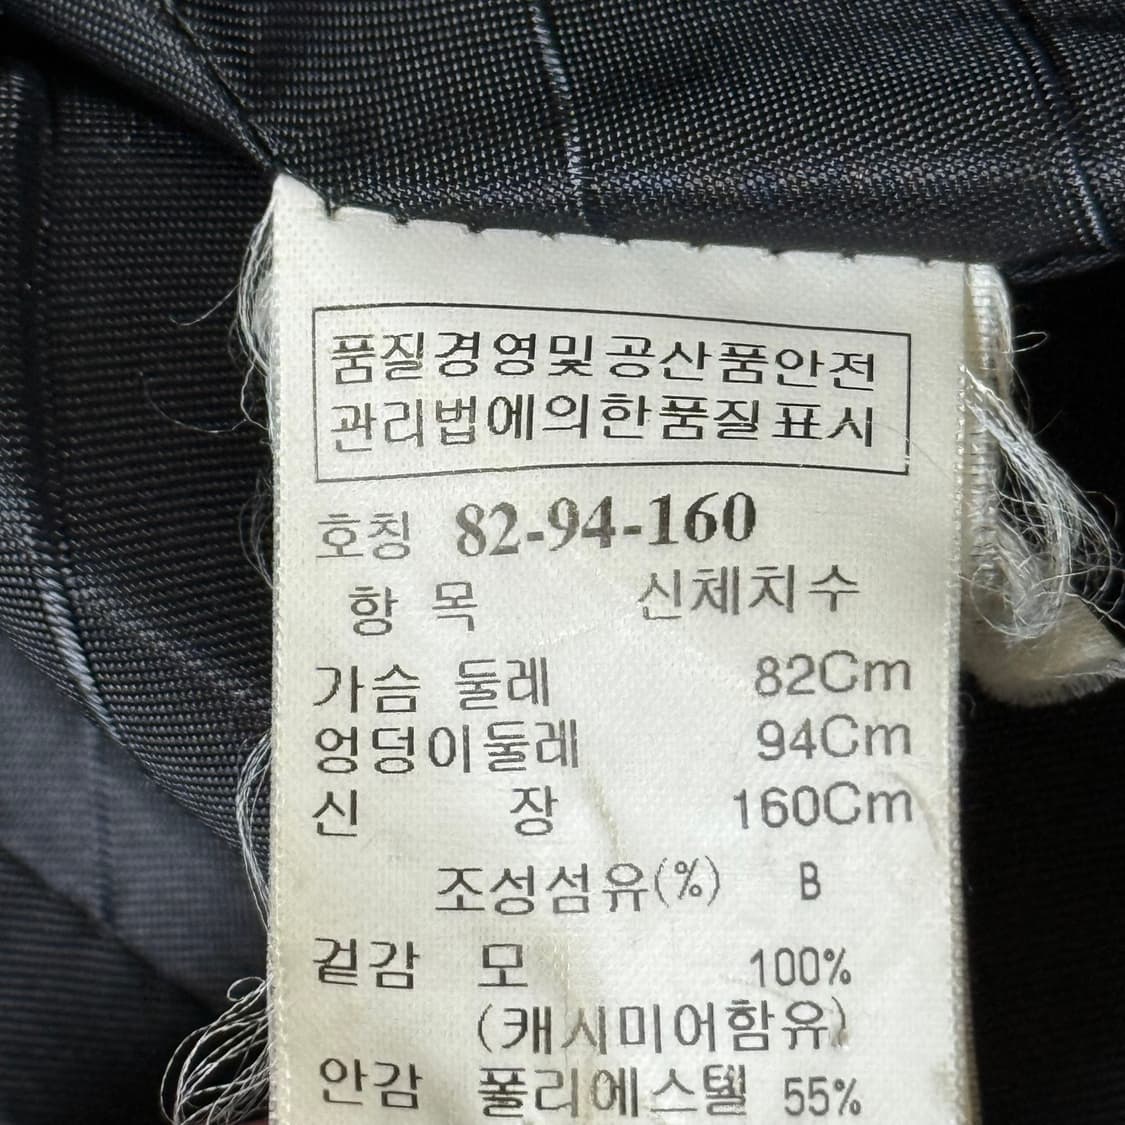 품질경영및공산품안전
관리법에의한품질표시
호칭 82-94-160
항 목 신체치수
가슴 둘레 82Cm
엉덩이둘레 94Cm
신 장 160Cm
조성섬유(%) B
겉감 모 100%
(캐시미어함유)
안감 폴리에스텔 55%